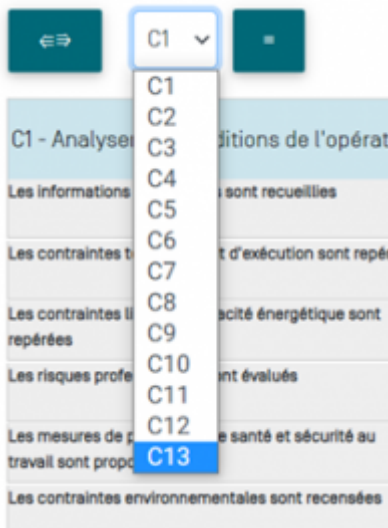 ⇐⇒ C1 =
C1
C2
C3
C4
C5
C6
C7
C8
C9
C10
C11
C12
C13
C1 - Analyser ditions de l'opérat
Les informations sont recueillies
Les contraintes t t d'exécution sont repé
Les contraintes li acité énergétique sont
repérées
Les risques profe nt évalués
Les mesures de p e santé et sécurité au
travail sont propo
Les contraintes environnementales sont recensées